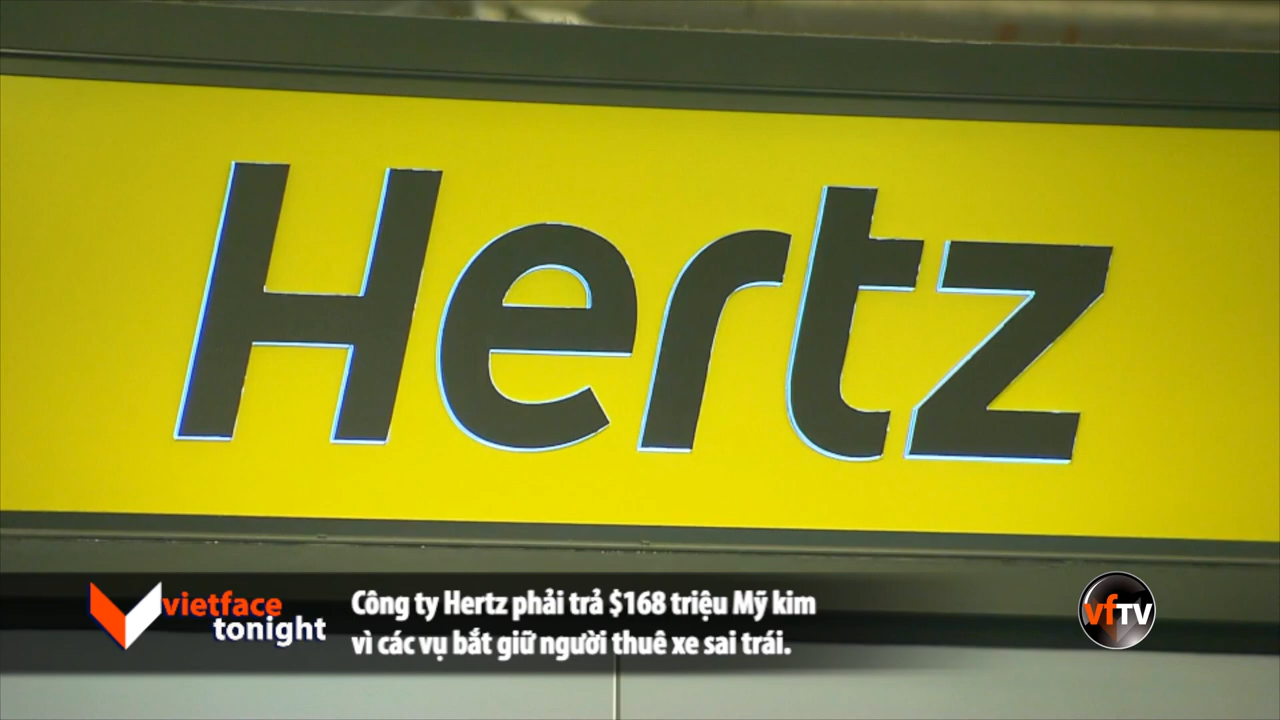 Hertz
vietface
tonight
Công ty Hertz phải trả $168 triệu Mỹ kim
vì các vụ bắt giữ người thuê xe sai trái.
vfTV